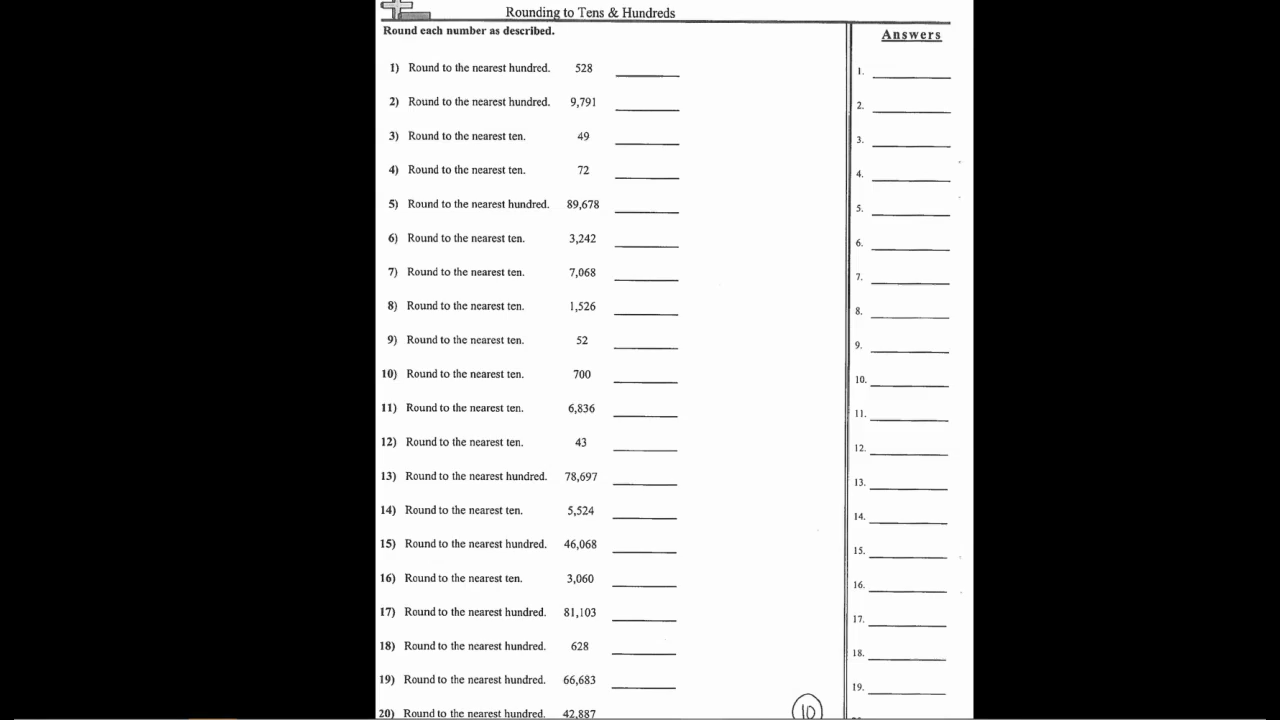 Rounding to Tens & Hundreds
Round each number as described.
Answers
1) Round to the nearest hundred. 528
2) Round to the nearest hundred. 9,791
3) Round to the nearest ten. 49
4) Round to the nearest ten. 72
5) Round to the nearest hundred. 89,678
6) Round to the nearest ten. 3,242
7) Round to the nearest ten. 7,068
8) Round to the nearest ten. 1,526
9) Round to the nearest ten. 52
10) Round to the nearest ten. 700
11) Round to the nearest ten. 6,836
12) Round to the nearest ten. 43
13) Round to the nearest hundred. 78,697
14) Round to the nearest ten. 5,524
15) Round to the nearest hundred. 46,068
16) Round to the nearest ten. 3,060
17) Round to the nearest hundred. 81,103
18) Round to the nearest hundred. 628
19) Round to the nearest hundred. 66,683
20) Round to the nearest hundred. 42,887
10
1.
2.
3.
4.
5.
6.
7.
8.
9.
10.
11.
12.
13.
14.
15.
16.
17.
18.
19.